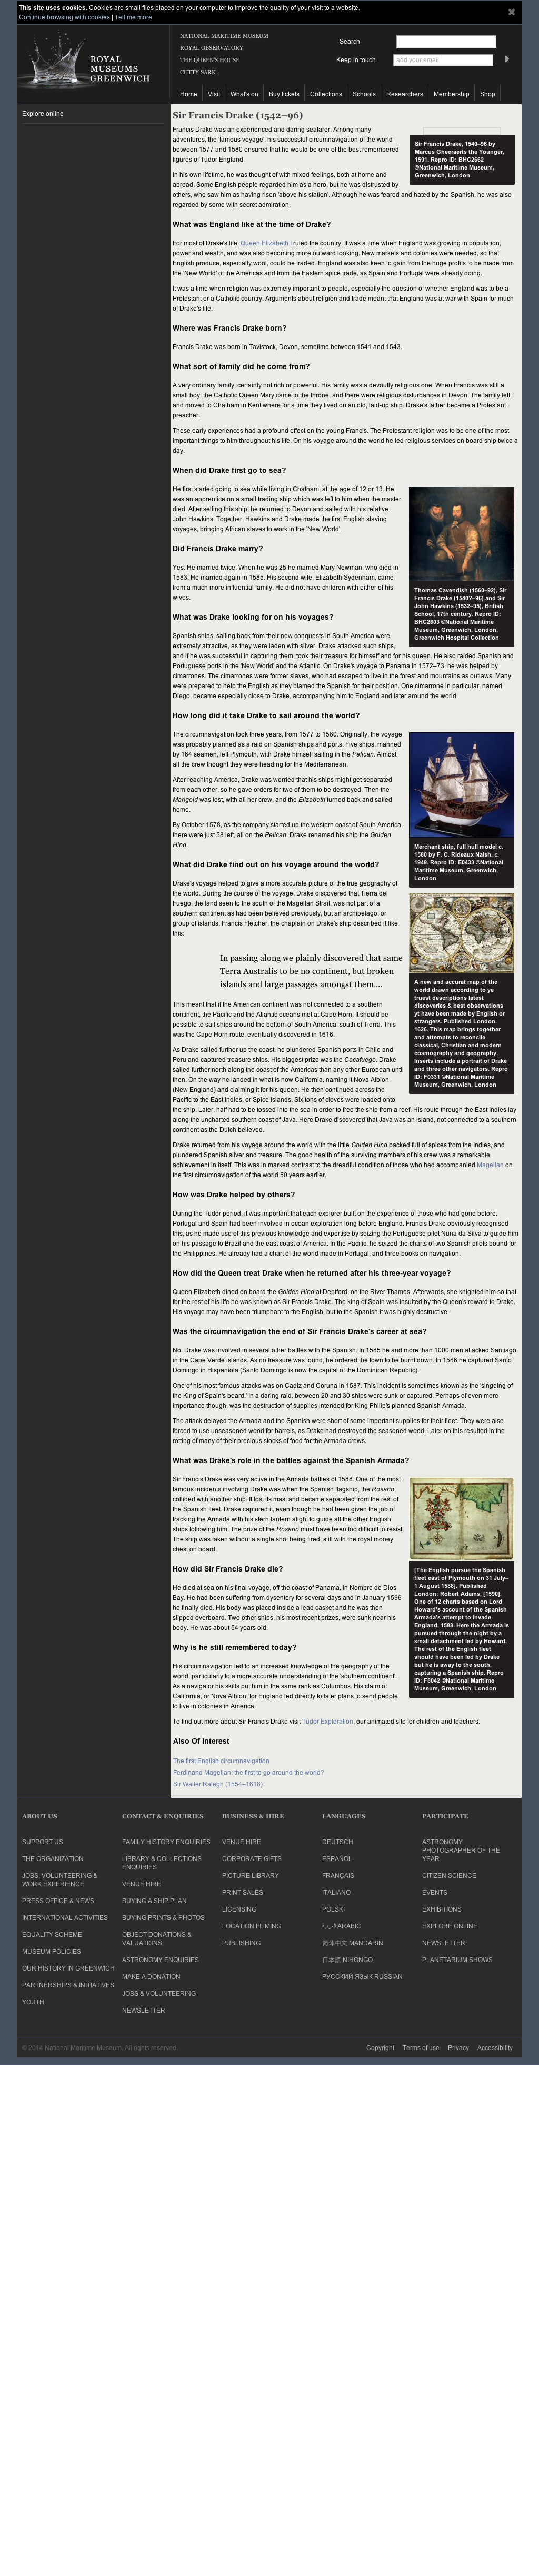 This site uses cookies. Cookies are small files placed on your computer to improve the quality of your visit to a website.
Continue browsing with cookies | Tell me more
ROYAL
MUSEUMS
GREENWICH
NATIONAL MARITIME MUSEUM
ROYAL OBSERVATORY
THE QUEEN'S HOUSE
CUTTY SARK
Search
Keep in touch
add your email
Home
Visit
What's on
Buy tickets
Collections
Schools
Researchers
Membership
Shop
Explore online
Sir Francis Drake (1542–96)
Francis Drake was an experienced and daring seafarer. Among many
adventures, the 'famous voyage', his successful circumnavigation of the world
between 1577 and 1580 ensured that he would be one of the best remembered
figures of Tudor England.
Sir Francis Drake, 1540–96 by
Marcus Gheeraerts the Younger,
1591. Repro ID: BHC2662
©National Maritime Museum,
Greenwich, London
In his own lifetime, he was thought of with mixed feelings, both at home and
abroad. Some English people regarded him as a hero, but he was distrusted by
others, who saw him as having risen 'above his station'. Although he was feared and hated by the Spanish, he was also
regarded by some with secret admiration.
What was England like at the time of Drake?
For most of Drake's life, Queen Elizabeth I ruled the country. It was a time when England was growing in population,
power and wealth, and was also becoming more outward looking. New markets and colonies were needed, so that
English produce, especially wool, could be traded. England was also keen to gain from the huge profits to be made from
the 'New World' of the Americas and from the Eastern spice trade, as Spain and Portugal were already doing.
It was a time when religion was extremely important to people, especially the question of whether England was to be a
Protestant or a Catholic country. Arguments about religion and trade meant that England was at war with Spain for much
of Drake's life.
Where was Francis Drake born?
Francis Drake was born in Tavistock, Devon, sometime between 1541 and 1543.
What sort of family did he come from?
A very ordinary family, certainly not rich or powerful. His family was a devoutly religious one. When Francis was still a
small boy, the Catholic Queen Mary came to the throne, and there were religious disturbances in Devon. The family left,
and moved to Chatham in Kent where for a time they lived on an old, laid-up ship. Drake's father became a Protestant
preacher.
These early experiences had a profound effect on the young Francis. The Protestant religion was to be one of the most
important things to him throughout his life. On his voyage around the world he led religious services on board ship twice a
day.
When did Drake first go to sea?
He first started going to sea while living in Chatham, at the age of 12 or 13. He
was an apprentice on a small trading ship which was left to him when the master
died. After selling this ship, he returned to Devon and sailed with his relative
John Hawkins. Together, Hawkins and Drake made the first English slaving
voyages, bringing African slaves to work in the 'New World'.
Did Francis Drake marry?
Yes. He married twice. When he was 25 he married Mary Newman, who died in
1583. He married again in 1585. His second wife, Elizabeth Sydenham, came
from a much more influential family. He did not have children with either of his
wives.
Thomas Cavendish (1560–92), Sir
Francis Drake (1540?–96) and Sir
John Hawkins (1532–95), British
School, 17th century. Repro ID:
BHC2603 ©National Maritime
Museum, Greenwich, London,
Greenwich Hospital Collection
What was Drake looking for on his voyages?
Spanish ships, sailing back from their new conquests in South America were
extremely attractive, as they were laden with silver. Drake attacked such ships,
and if he was successful in capturing them, took their treasure for himself and for his queen. He also raided Spanish and
Portuguese ports in the 'New World' and the Atlantic. On Drake's voyage to Panama in 1572–73, he was helped by
cimarrones. The cimarrones were former slaves, who had escaped to live in the forest and mountains as outlaws. Many
were prepared to help the English as they blamed the Spanish for their position. One cimarrone in particular, named
Diego, became especially close to Drake, accompanying him to England and later around the world.
How long did it take Drake to sail around the world?
The circumnavigation took three years, from 1577 to 1580. Originally, the voyage
was probably planned as a raid on Spanish ships and ports. Five ships, manned
by 164 seamen, left Plymouth, with Drake himself sailing in the Pelican. Almost
all the crew thought they were heading for the Mediterranean.
After reaching America, Drake was worried that his ships might get separated
from each other, so he gave orders for two of them to be destroyed. Then the
Marigold was lost, with all her crew, and the Elizabeth turned back and sailed
home.
By October 1578, as the company started up the western coast of South America,
there were just 58 left, all on the Pelican. Drake renamed his ship the Golden
Hind.
Merchant ship, full hull model c.
1580 by F. C. Rideaux Naish, c.
1949. Repro ID: E0433 ©National
Maritime Museum, Greenwich,
London
What did Drake find out on his voyage around the world?
Drake's voyage helped to give a more accurate picture of the true geography of
the world. During the course of the voyage, Drake discovered that Tierra del
Fuego, the land seen to the south of the Magellan Strait, was not part of a
southern continent as had been believed previously, but an archipelago, or
group of islands. Francis Fletcher, the chaplain on Drake's ship described it like
this:
In passing along we plainly discovered that same
Terra Australis to be no continent, but broken
islands and large passages amongst them....
A new and accurat map of the
world drawn according to ye
truest descriptions latest
discoveries & best observations
yt have been made by English or
strangers. Published London.
1626. This map brings together
and attempts to reconcile
classical, Christian and modern
cosmography and geography.
Inserts include a portrait of Drake
and three other navigators. Repro
ID: F0331 ©National Maritime
Museum, Greenwich, London
This meant that if the American continent was not connected to a southern
continent, the Pacific and the Atlantic oceans met at Cape Horn. It should be
possible to sail ships around the bottom of South America, south of Tierra. This
was the Cape Horn route, eventually discovered in 1616.
As Drake sailed further up the coast, he plundered Spanish ports in Chile and
Peru and captured treasure ships. His biggest prize was the Cacafuego. Drake
sailed further north along the coast of the Americas than any other European until
then. On the way he landed in what is now California, naming it Nova Albion
(New England) and claiming it for his queen. He then continued across the
Pacific to the East Indies, or Spice Islands. Six tons of cloves were loaded onto
the ship. Later, half had to be tossed into the sea in order to free the ship from a reef. His route through the East Indies lay
along the uncharted southern coast of Java. Here Drake discovered that Java was an island, not connected to a southern
continent as the Dutch believed.
Drake returned from his voyage around the world with the little Golden Hind packed full of spices from the Indies, and
plundered Spanish silver and treasure. The good health of the surviving members of his crew was a remarkable
achievement in itself. This was in marked contrast to the dreadful condition of those who had accompanied Magellan on
the first circumnavigation of the world 50 years earlier.
How was Drake helped by others?
During the Tudor period, it was important that each explorer built on the experience of those who had gone before.
Portugal and Spain had been involved in ocean exploration long before England. Francis Drake obviously recognised
this, as he made use of this previous knowledge and expertise by seizing the Portuguese pilot Nuna da Silva to guide him
on his passage to Brazil and the east coast of America. In the Pacific, he seized the charts of two Spanish pilots bound for
the Philippines. He already had a chart of the world made in Portugal, and three books on navigation.
How did the Queen treat Drake when he returned after his three-year voyage?
Queen Elizabeth dined on board the Golden Hind at Deptford, on the River Thames. Afterwards, she knighted him so that
for the rest of his life he was known as Sir Francis Drake. The king of Spain was insulted by the Queen's reward to Drake.
His voyage may have been triumphant to the English, but to the Spanish it was highly destructive.
Was the circumnavigation the end of Sir Francis Drake's career at sea?
No. Drake was involved in several other battles with the Spanish. In 1585 he and more than 1000 men attacked Santiago
in the Cape Verde islands. As no treasure was found, he ordered the town to be burnt down. In 1586 he captured Santo
Domingo in Hispaniola (Santo Domingo is now the capital of the Dominican Republic).
One of his most famous attacks was on Cadiz and Coruna in 1587. This incident is sometimes known as the 'singeing of
the King of Spain's beard.' In a daring raid, between 20 and 30 ships were sunk or captured. Perhaps of even more
importance though, was the destruction of supplies intended for King Philip's planned Spanish Armada.
The attack delayed the Armada and the Spanish were short of some important supplies for their fleet. They were also
forced to use unseasoned wood for barrels, as Drake had destroyed the seasoned wood. Later on this resulted in the
rotting of many of their precious stocks of food for the Armada crews.
What was Drake's role in the battles against the Spanish Armada?
Sir Francis Drake was very active in the Armada battles of 1588. One of the most
famous incidents involving Drake was when the Spanish flagship, the Rosario,
collided with another ship. It lost its mast and became separated from the rest of
the Spanish fleet. Drake captured it, even though he had been given the job of
tracking the Armada with his stern lantern alight to guide all the other English
ships following him. The prize of the Rosario must have been too difficult to resist.
The ship was taken without a single shot being fired, still with the royal money
chest on board.
[The English pursue the Spanish
fleet east of Plymouth on 31 July–
1 August 1588]. Published
London: Robert Adams, [1590].
One of 12 charts based on Lord
Howard's account of the Spanish
Armada's attempt to invade
England, 1588. Here the Armada is
pursued through the night by a
small detachment led by Howard.
The rest of the English fleet
should have been led by Drake
but he is away to the south,
capturing a Spanish ship. Repro
ID: F8042 ©National Maritime
Museum, Greenwich, London
How did Sir Francis Drake die?
He died at sea on his final voyage, off the coast of Panama, in Nombre de Dios
Bay. He had been suffering from dysentery for several days and in January 1596
he finally died. His body was placed inside a lead casket and he was then
slipped overboard. Two other ships, his most recent prizes, were sunk near his
body. He was about 54 years old.
Why is he still remembered today?
His circumnavigation led to an increased knowledge of the geography of the
world, particularly to a more accurate understanding of the 'southern continent'.
As a navigator his skills put him in the same rank as Columbus. His claim of
California, or Nova Albion, for England led directly to later plans to send people
to live in colonies in America.
To find out more about Sir Francis Drake visit Tudor Exploration, our animated site for children and teachers.
Also Of Interest
The first English circumnavigation
Ferdinand Magellan: the first to go around the world?
Sir Walter Ralegh (1554–1618)
ABOUT US
SUPPORT US
THE ORGANIZATION
JOBS, VOLUNTEERING &
WORK EXPERIENCE
PRESS OFFICE & NEWS
INTERNATIONAL ACTIVITIES
EQUALITY SCHEME
MUSEUM POLICIES
OUR HISTORY IN GREENWICH
PARTNERSHIPS & INITIATIVES
YOUTH
CONTACT & ENQUIRIES
FAMILY HISTORY ENQUIRIES
LIBRARY & COLLECTIONS
ENQUIRIES
VENUE HIRE
BUYING A SHIP PLAN
BUYING PRINTS & PHOTOS
OBJECT DONATIONS &
VALUATIONS
ASTRONOMY ENQUIRIES
MAKE A DONATION
JOBS & VOLUNTEERING
NEWSLETTER
BUSINESS & HIRE
VENUE HIRE
CORPORATE GIFTS
PICTURE LIBRARY
PRINT SALES
LICENSING
LOCATION FILMING
PUBLISHING
LANGUAGES
DEUTSCH
ESPAÑOL
FRANÇAIS
ITALIANO
POLSKI
العربية ARABIC
简体中文 MANDARIN
日本語 NIHONGO
РУССКИЙ ЯЗЫК RUSSIAN
PARTICIPATE
ASTRONOMY
PHOTOGRAPHER OF THE
YEAR
CITIZEN SCIENCE
EVENTS
EXHIBITIONS
EXPLORE ONLINE
NEWSLETTER
PLANETARIUM SHOWS
© 2014 National Maritime Museum. All rights reserved.
Copyright
Terms of use
Privacy
Accessibility